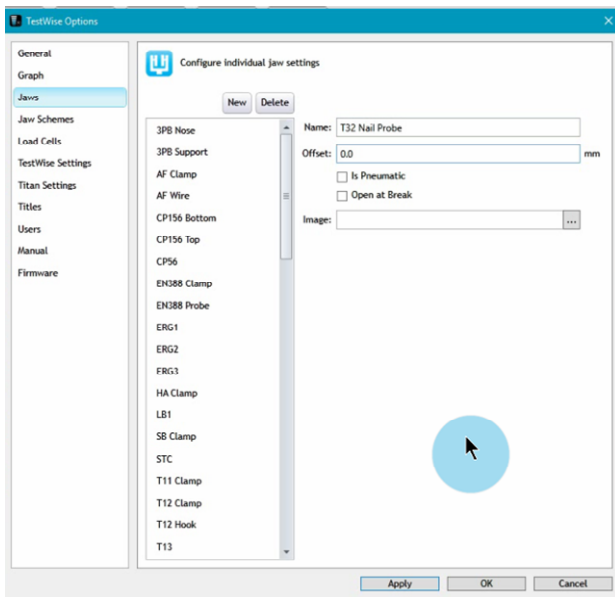 TestWise Options
General
Graph
Jaws
Jaw Schemes
Load Cells
TestWise Settings
Titan Settings
Titles
Users
Manual
Firmware
Configure individual jaw settings
New Delete
3PB Nose
3PB Support
AF Clamp
AF Wire
CP156 Bottom
CP156 Top
CP56
EN388 Clamp
EN388 Probe
ERG1
ERG2
ERG3
HA Clamp
LB1
SB Clamp
STC
T11 Clamp
T12 Clamp
T12 Hook
T13
Name: T32 Nail Probe
Offset: 0.0 mm
Is Pneumatic
Open at Break
Image: ...
Apply OK Cancel